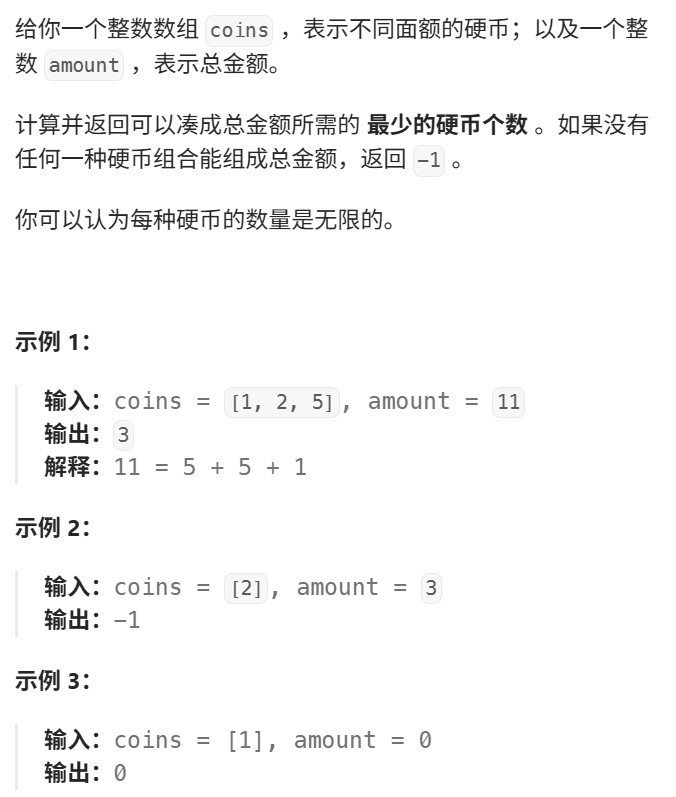 给你一个整数数组 coins ，表示不同面额的硬币；以及一个整
数 amount ，表示总金额。
计算并返回可以凑成总金额所需的 最少的硬币个数 。如果没有
任何一种硬币组合能组成总金额，返回 -1 。
你可以认为每种硬币的数量是无限的。
示例 1：
输入：coins = [1, 2, 5], amount = 11
输出：3
解释：11 = 5 + 5 + 1
示例 2：
输入：coins = [2], amount = 3
输出：-1
示例 3：
输入：coins = [1], amount = 0
输出：0